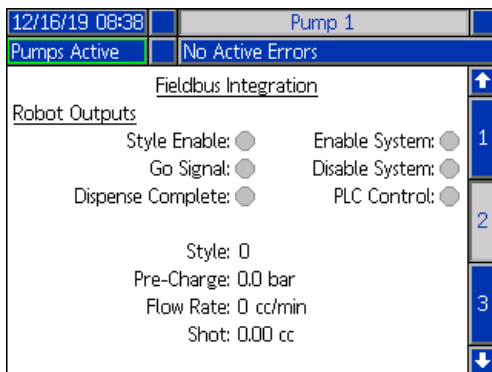 12/16/19 08:38 Pump 1
Pumps Active No Active Errors
Fieldbus Integration
Robot Outputs
Style Enable: Enable System: 1
Go Signal: Disable System:
Dispense Complete: PLC Control:
2
Style: 0
Pre-Charge: 0.0 bar
Flow Rate: 0 cc/min 3
Shot: 0.00 cc